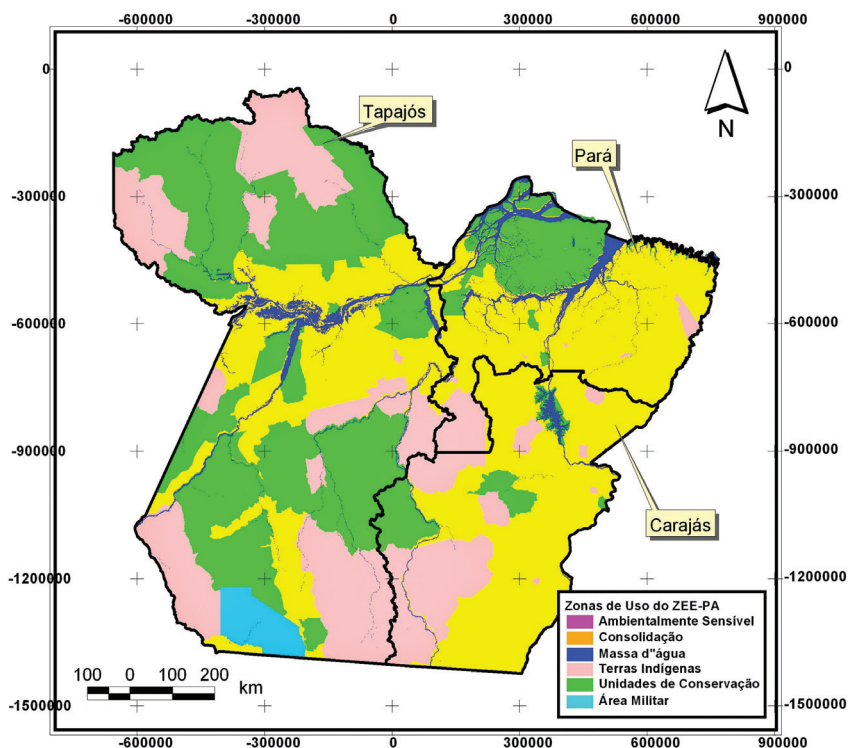 -600000 -300000 0 300000 600000 900000
0 0
Tapajós
N
Pará
-300000 -300000
-600000 -600000
-900000 -900000
Carajás
-1200000 -1200000
Zonas de Uso do ZEE-PA
Ambientalmente Sensível
Consolidação
Massa d"água
Terras Indígenas
Unidades de Conservação
Área Militar
100 0 100 200
km
-1500000 -1500000
-600000 -300000 0 300000 600000 900000